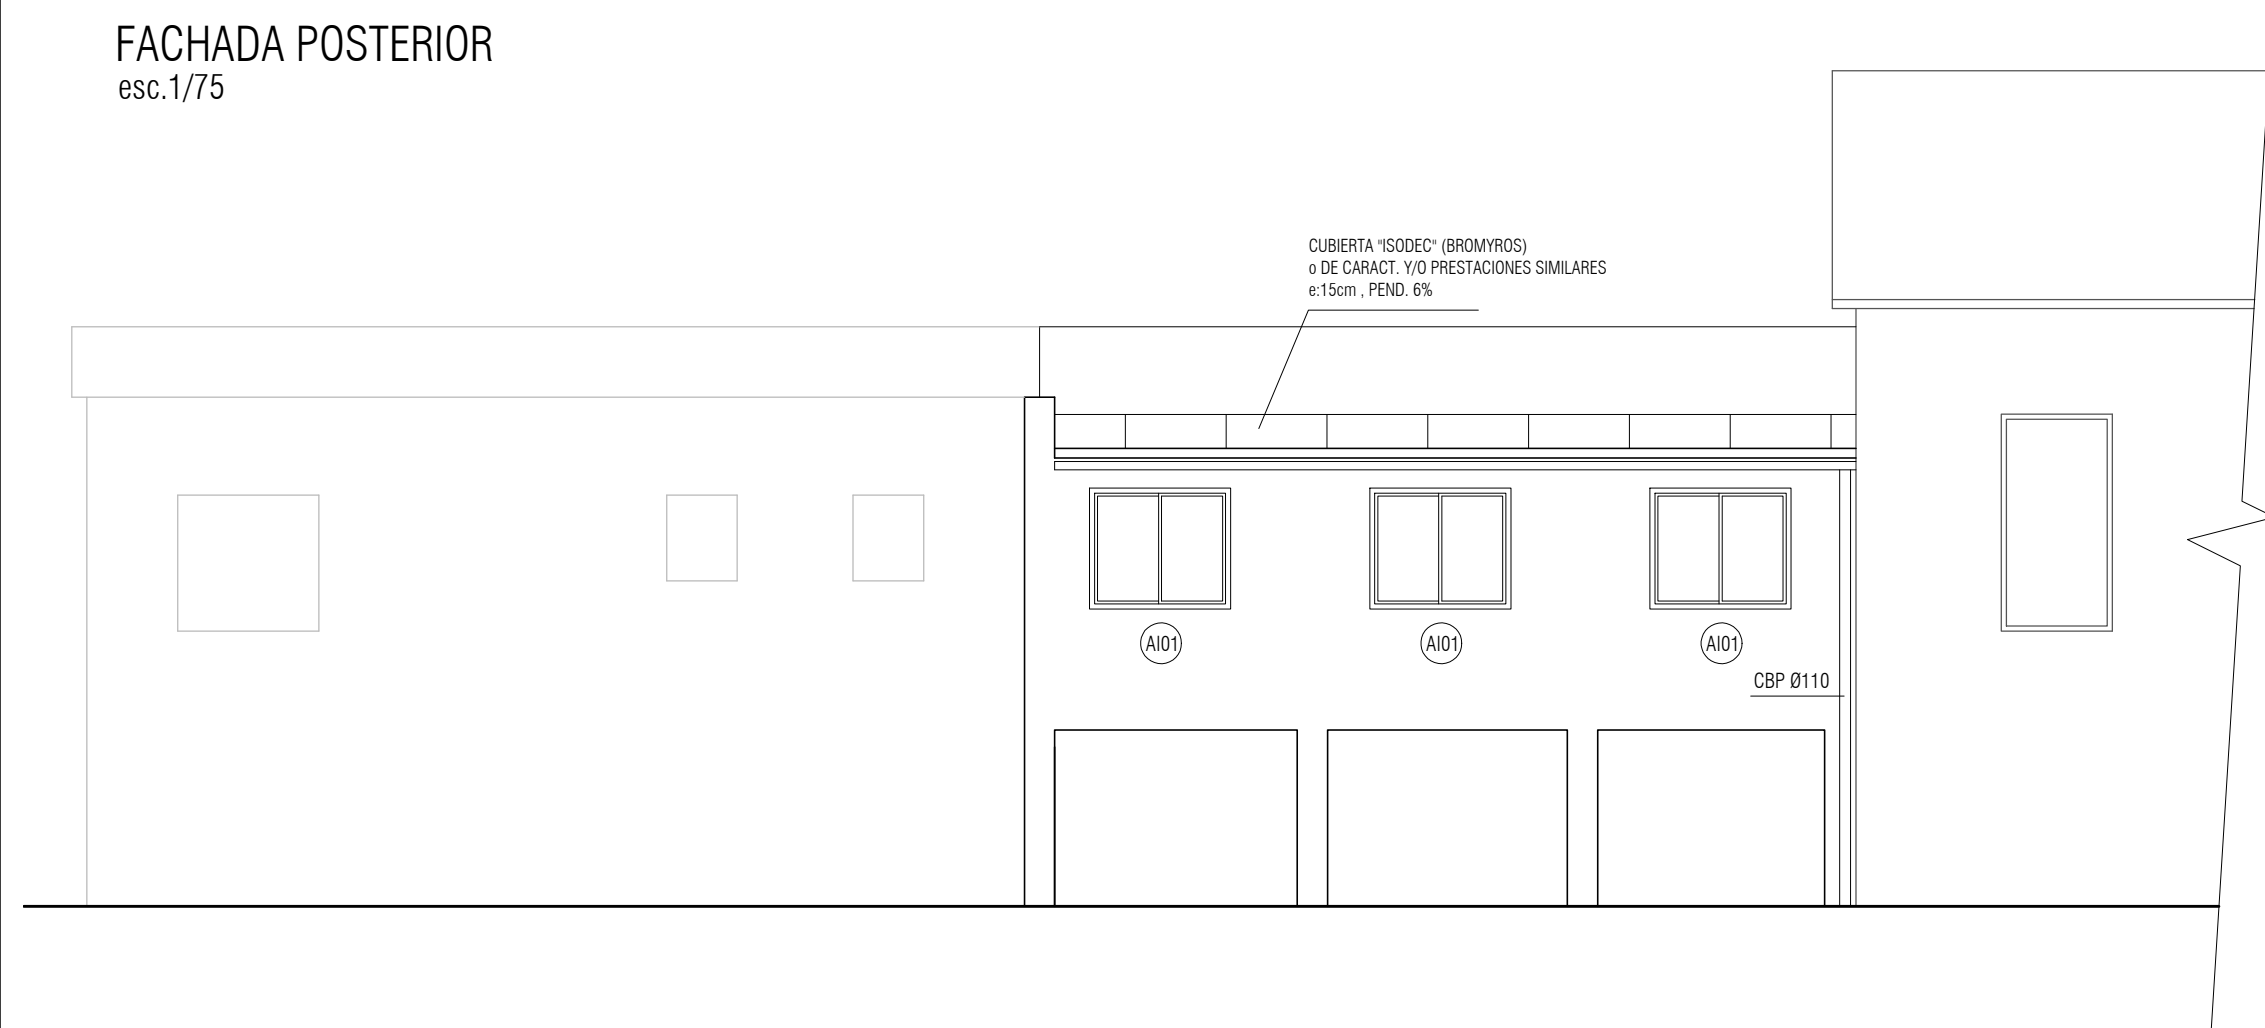 FACHADA POSTERIOR
esc.1/75
CUBIERTA "ISODEC" (BROMYROS)
o DE CARACT. Y/O PRESTACIONES SIMILARES
e:15cm , PEND. 6%
AI01
AI01
AI01
CBP Ø110